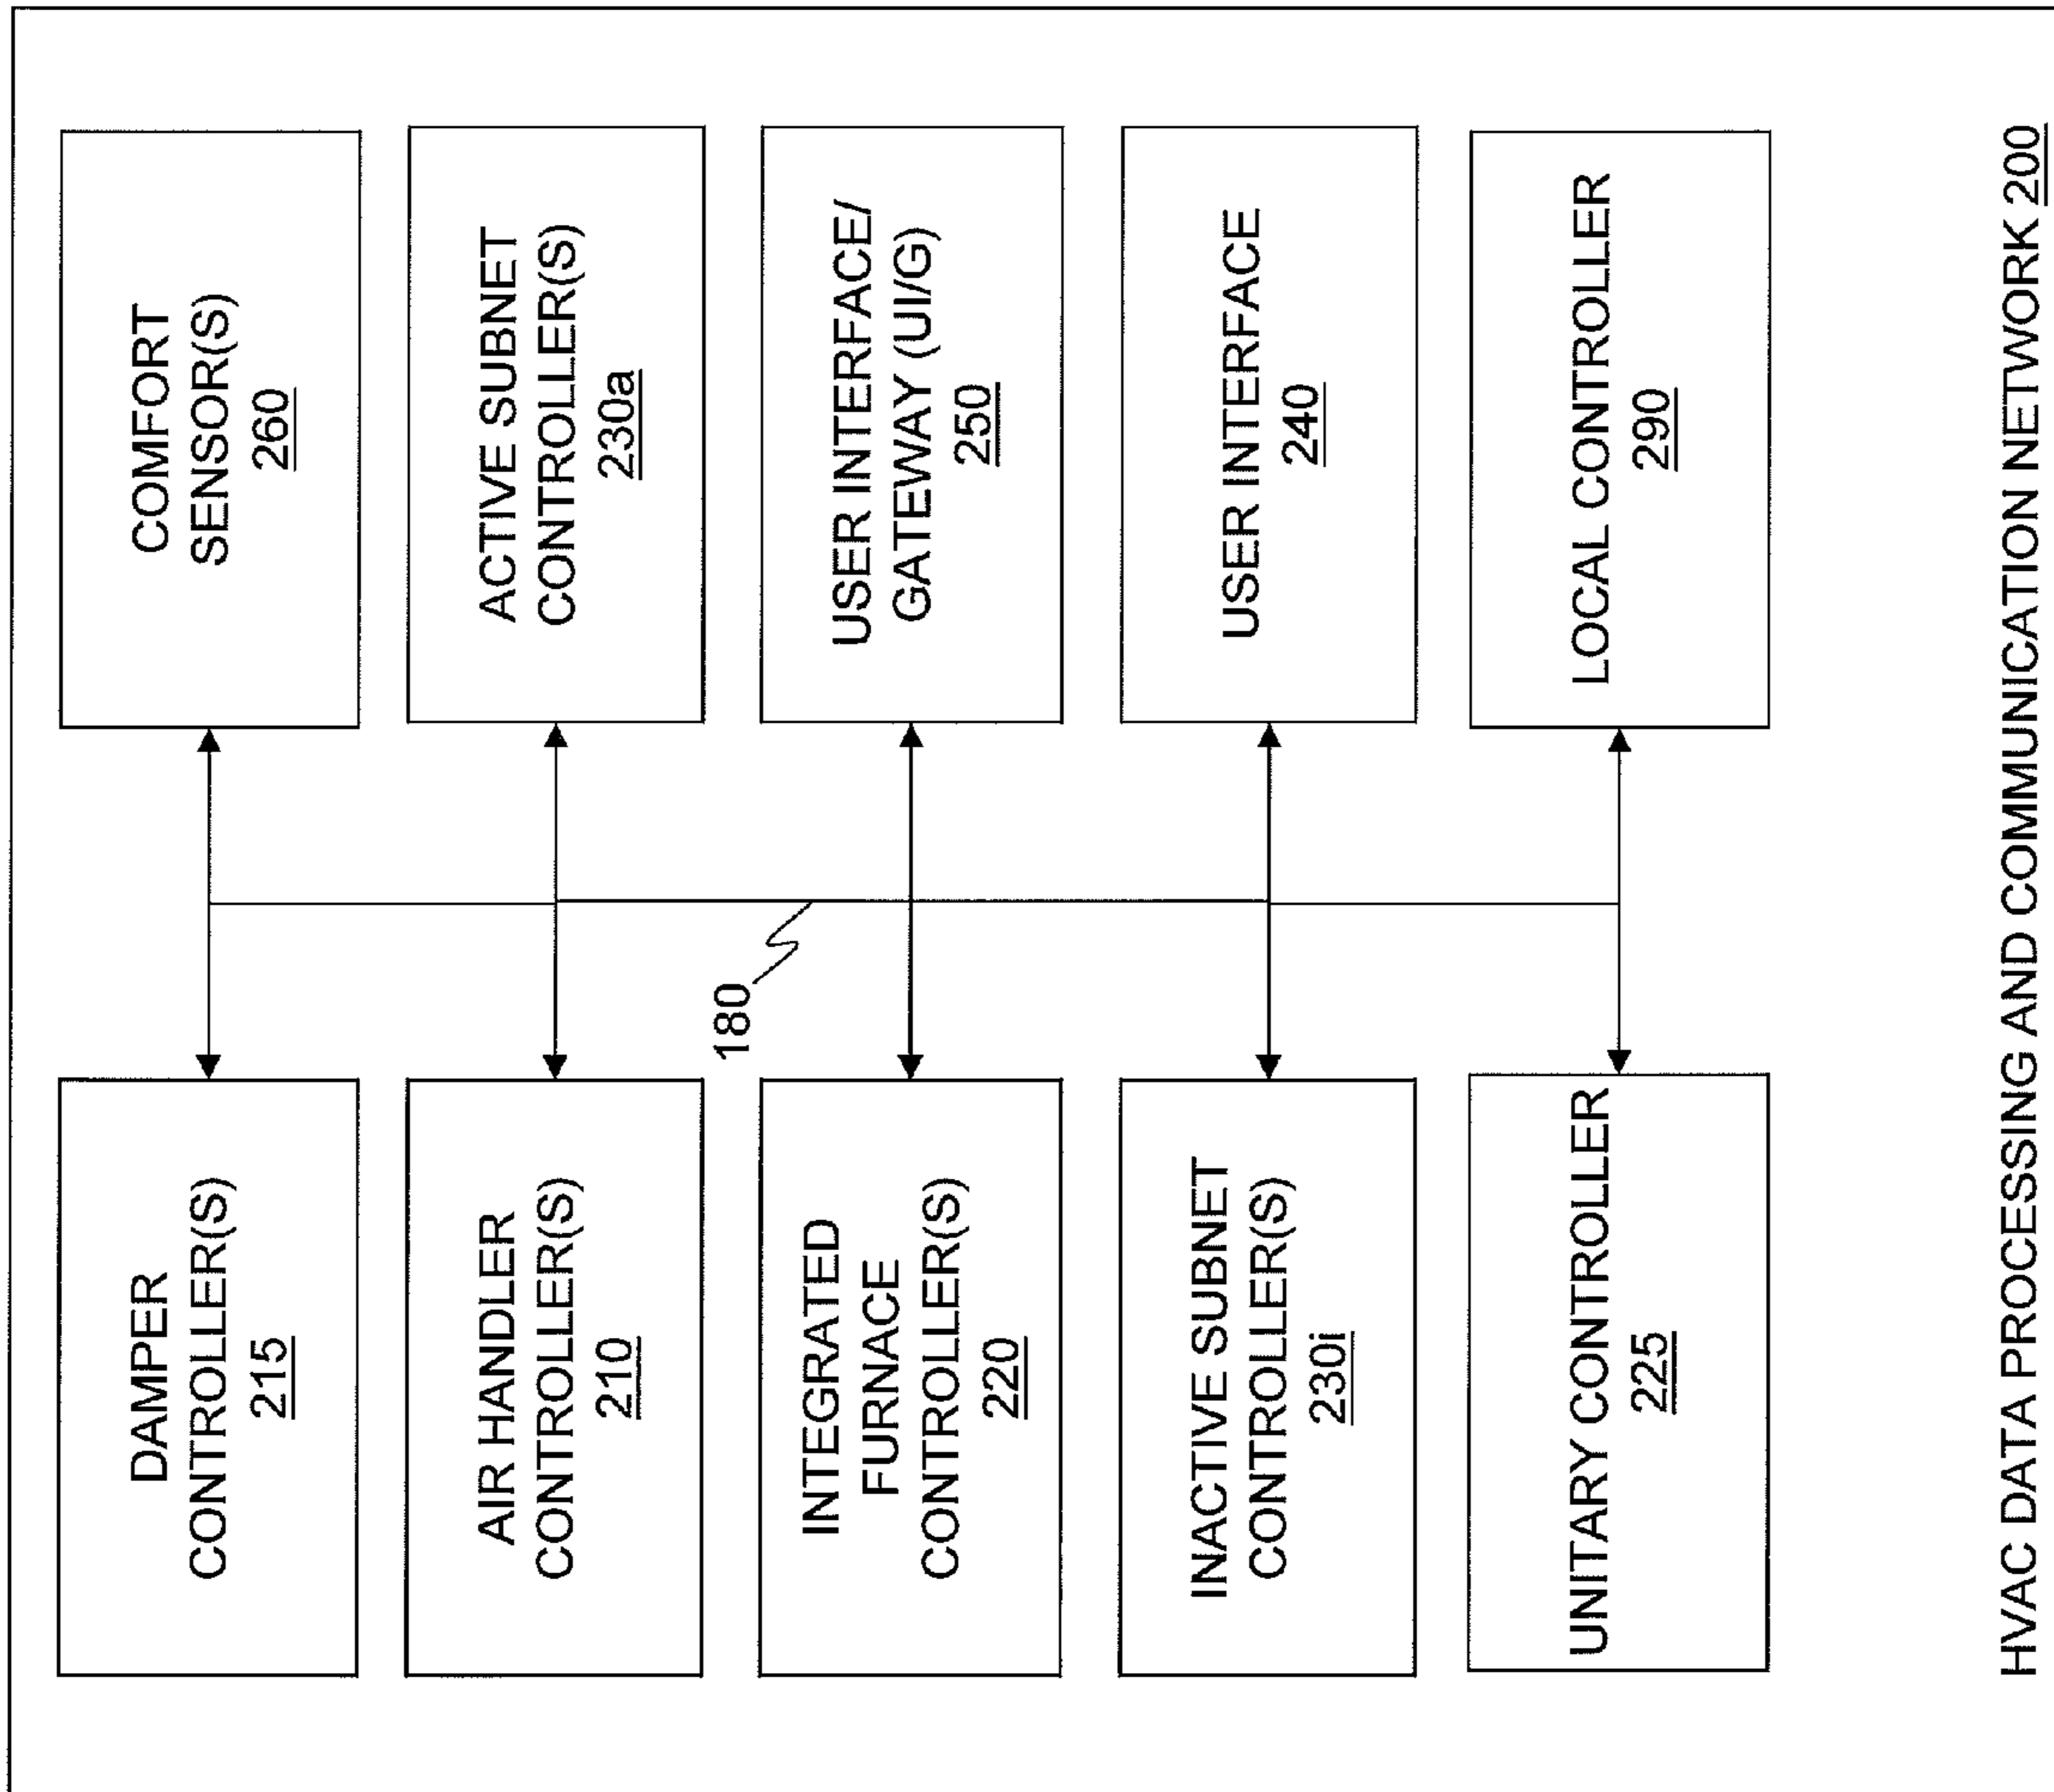 DAMPER
CONTROLLER(S)
215
COMFORT
SENSOR(S)
260
AIR HANDLER
CONTROLLER(S)
210
ACTIVE SUBNET
CONTROLLER(S)
230a
180
INTEGRATED
FURNACE
CONTROLLER(S)
220
USER INTERFACE/
GATEWAY (UI/G)
250
INACTIVE SUBNET
CONTROLLER(S)
230i
USER INTERFACE
240
UNITARY CONTROLLER
225
LOCAL CONTROLLER
290
HVAC DATA PROCESSING AND COMMUNICATION NETWORK 200